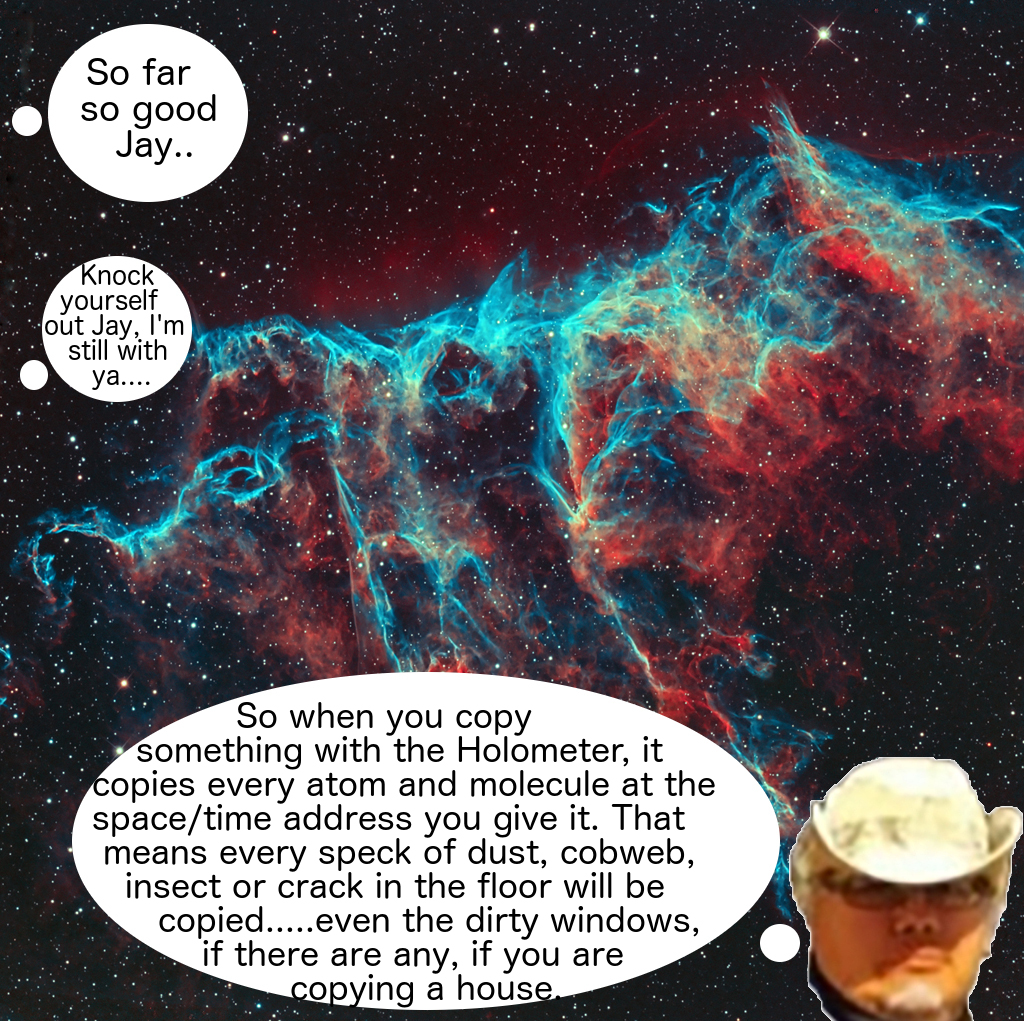 So far
so good
Jay..
Knock
yourself
out Jay, I'm
still with
ya....
So when you copy
something with the Holometer, it
copies every atom and molecule at the
space/time address you give it. That
means every speck of dust, cobweb,
insect or crack in the floor will be
copied.....even the dirty windows,
if there are any, if you are
copying a house.